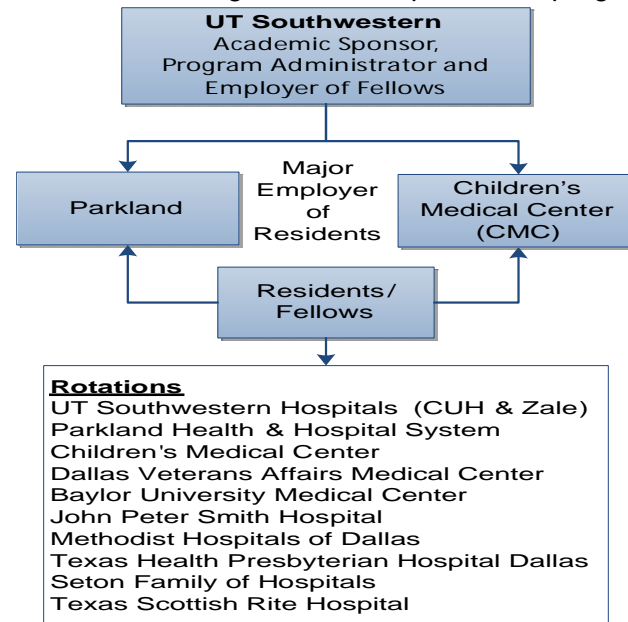 UT Southwestern
Academic Sponsor,
Program Administrator and
Employer of Fellows
Parkland
Major
Employer
of
Residents
Children's
Medical Center
(CMC)
Residents/
Fellows
Rotations
UT Southwestern Hospitals (CUH & Zale)
Parkland Health & Hospital System
Children's Medical Center
Dallas Veterans Affairs Medical Center
Baylor University Medical Center
John Peter Smith Hospital
Methodist Hospitals of Dallas
Texas Health Presbyterian Hospital Dallas
Seton Family of Hospitals
Texas Scottish Rite Hospital